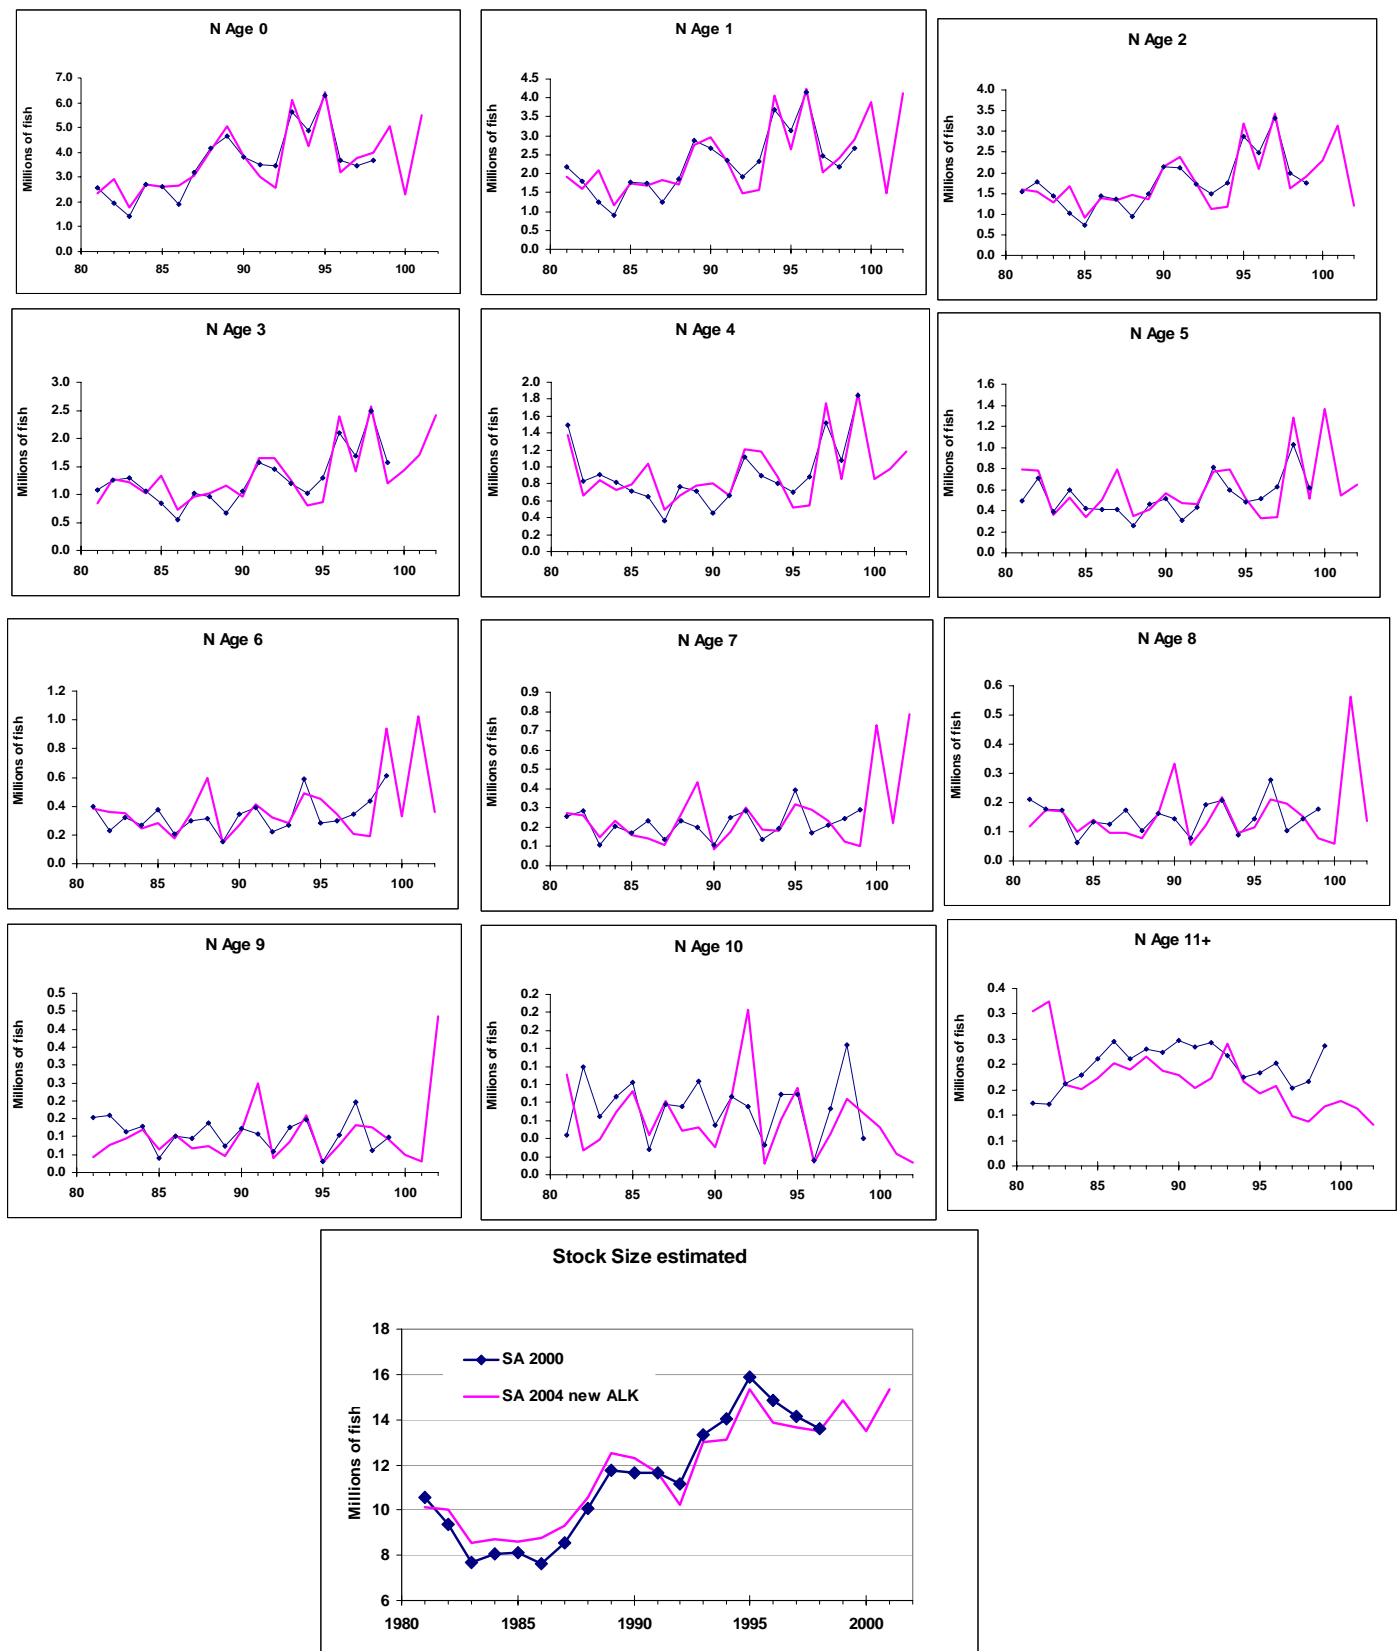 N Age 0
Millions of fish
7.0
6.0
5.0
4.0
3.0
2.0
1.0
0.0
80 85 90 95 100
N Age 1
Millions of fish
4.5
4.0
3.5
3.0
2.5
2.0
1.5
1.0
0.5
0.0
80 85 90 95 100
N Age 2
Millions of fish
4.0
3.5
3.0
2.5
2.0
1.5
1.0
0.5
0.0
80 85 90 95 100
N Age 3
Millions of fish
3.0
2.5
2.0
1.5
1.0
0.5
0.0
80 85 90 95 100
N Age 4
Millions of fish
2.0
1.8
1.6
1.4
1.2
1.0
0.8
0.6
0.4
0.2
0.0
80 85 90 95 100
N Age 5
Millions of fish
1.6
1.4
1.2
1.0
0.8
0.6
0.4
0.2
0.0
80 85 90 95 100
N Age 6
Millions of fish
1.2
1.0
0.8
0.6
0.4
0.2
0.0
80 85 90 95 100
N Age 7
Millions of fish
0.9
0.8
0.7
0.6
0.5
0.4
0.3
0.2
0.1
0.0
80 85 90 95 100
N Age 8
Millions of fish
0.6
0.5
0.4
0.3
0.2
0.1
0.0
80 85 90 95 100
N Age 9
Millions of fish
0.5
0.5
0.4
0.4
0.3
0.3
0.2
0.2
0.1
0.1
0.0
80 85 90 95 100
N Age 10
Millions of fish
0.2
0.2
0.2
0.1
0.1
0.1
0.1
0.1
0.0
0.0
0.0
80 85 90 95 100
N Age 11+
Millions of fish
0.4
0.3
0.3
0.2
0.2
0.1
0.1
0.0
80 85 90 95 100
Stock Size estimated
Millions of fish
18
16
14
12
10
8
6
SA 2000
SA 2004 new ALK
1980 1985 1990 1995 2000